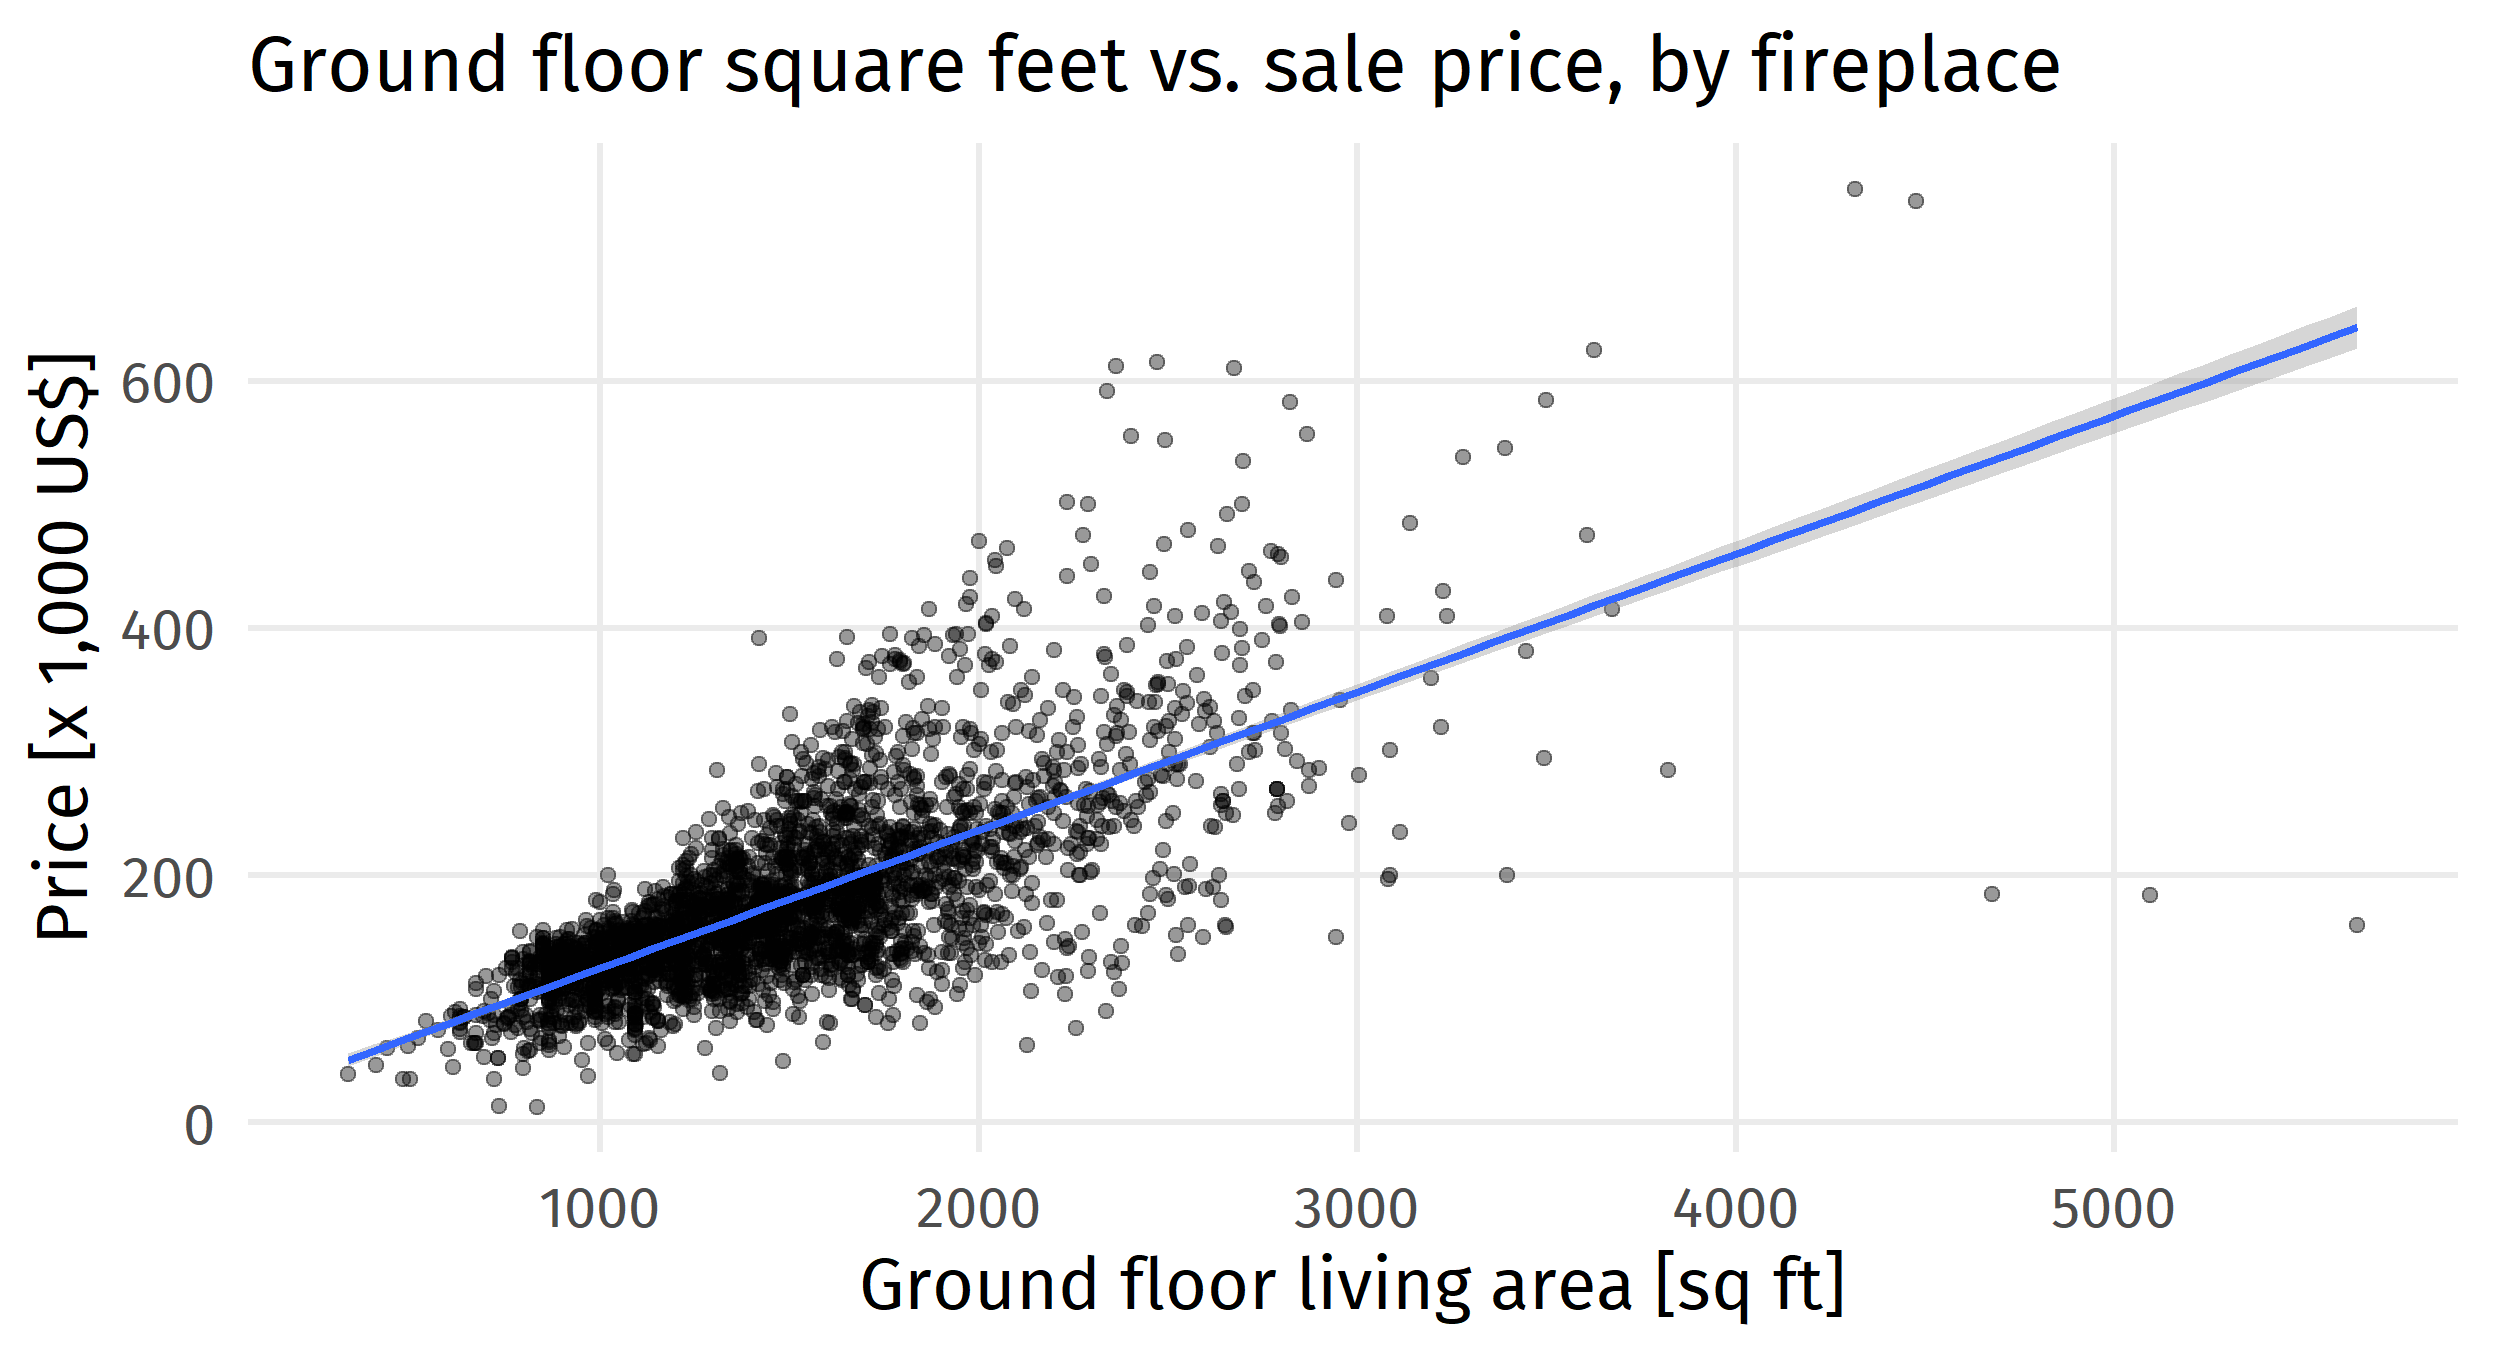 Ground floor square feet vs. sale price, by fireplace
Price [x 1,000 US$]
600
400
200
0
1000 2000 3000 4000 5000
Ground floor living area [sq ft]